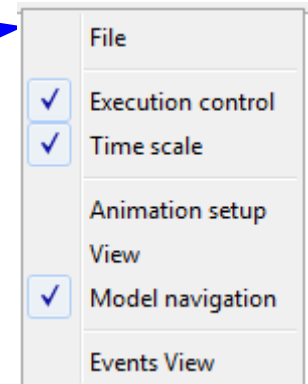 File
Execution control
Time scale
Animation setup
View
Model navigation
Events View